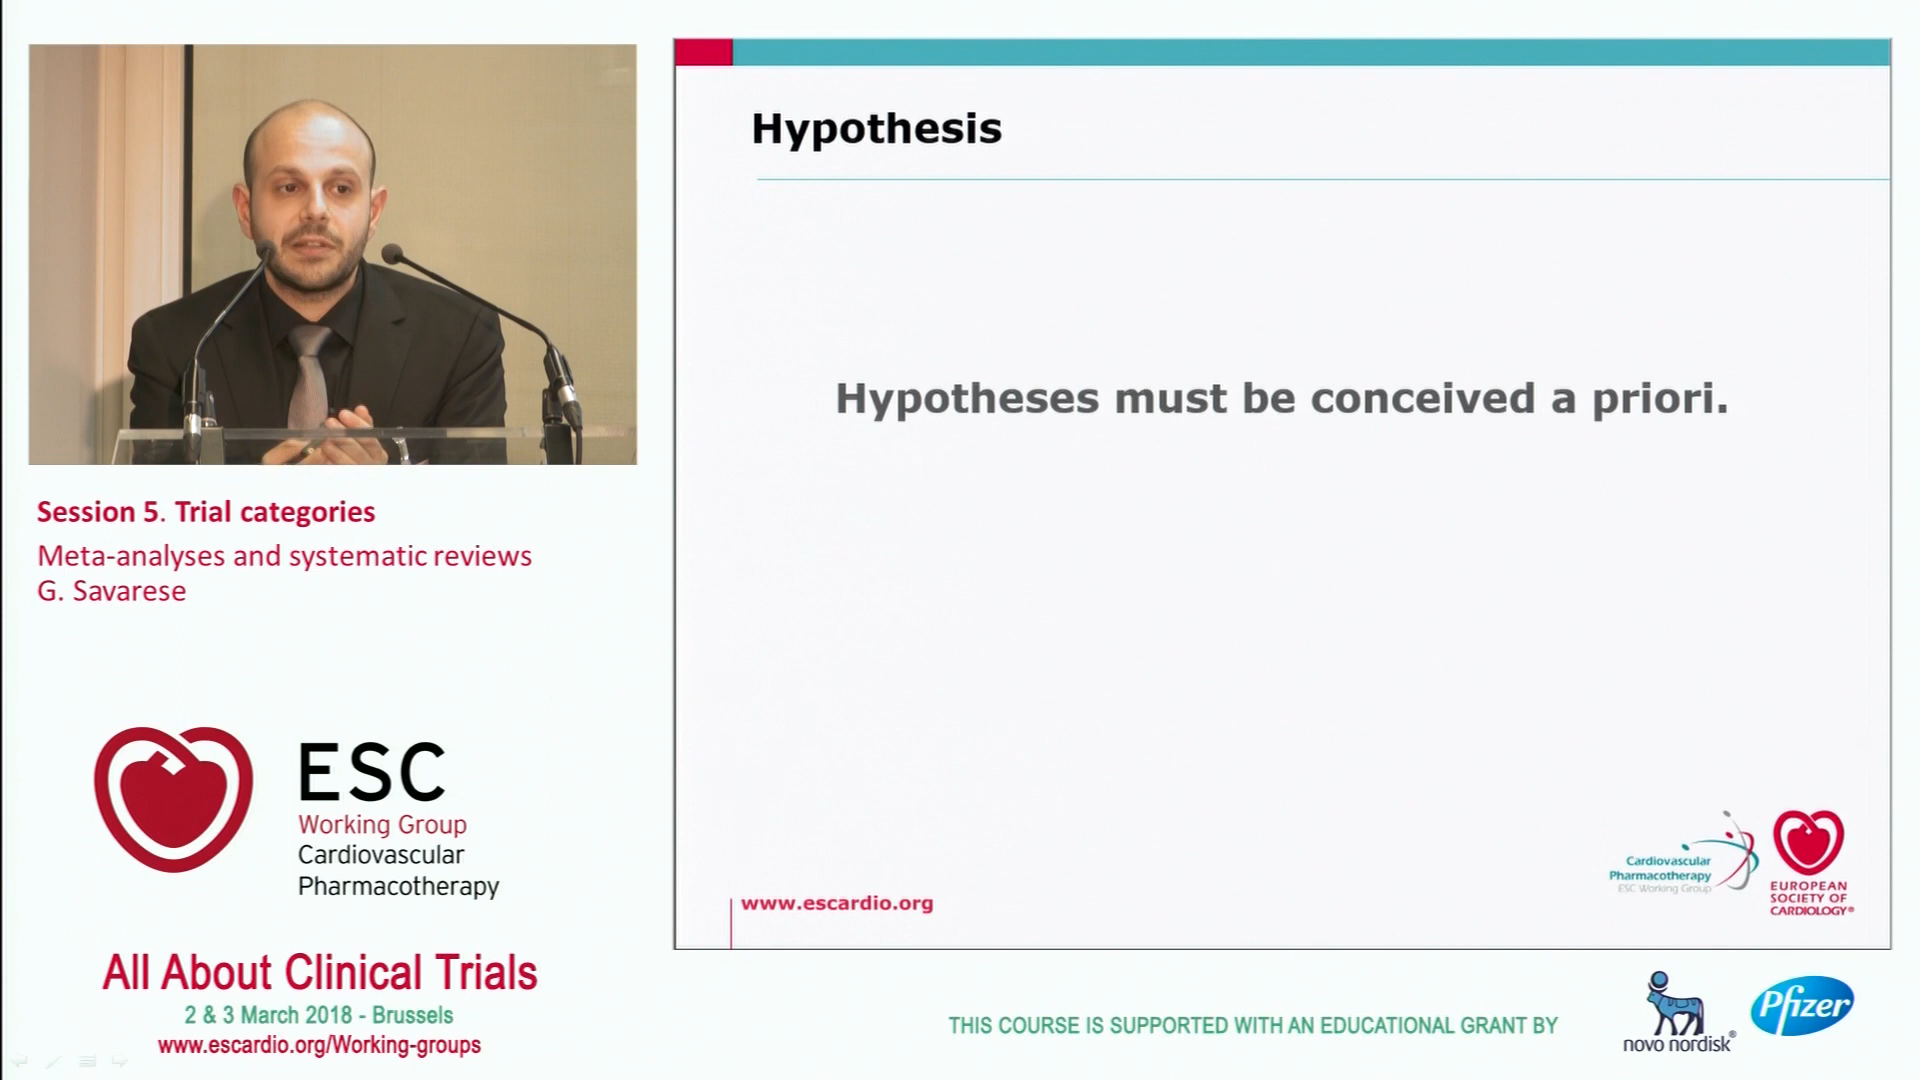 Hypothesis
Hypotheses must be conceived a priori.
Session 5. Trial categories
Meta-analyses and systematic reviews
G. Savarese
ESC
Working Group
Cardiovascular
Pharmacotherapy
Cardiovascular
Pharmacotherapy
ESC Working Group
EUROPEAN
SOCIETY OF
CARDIOLOGY®
www.escardio.org
All About Clinical Trials
2 & 3 March 2018 - Brussels
www.escardio.org/Working-groups
THIS COURSE IS SUPPORTED WITH AN EDUCATIONAL GRANT BY
novo nordisk®
Pfizer